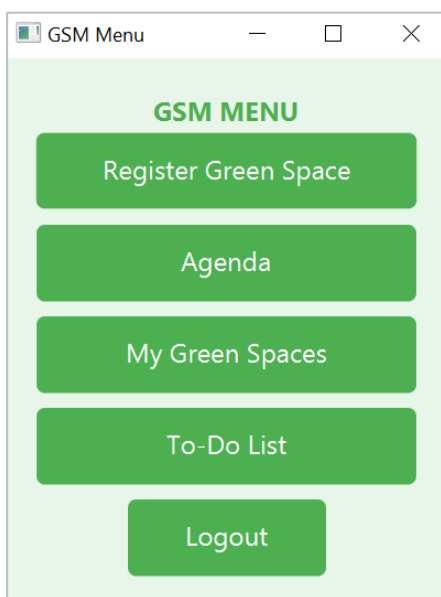 GSM Menu
GSM MENU
Register Green Space
Agenda
My Green Spaces
To-Do List
Logout